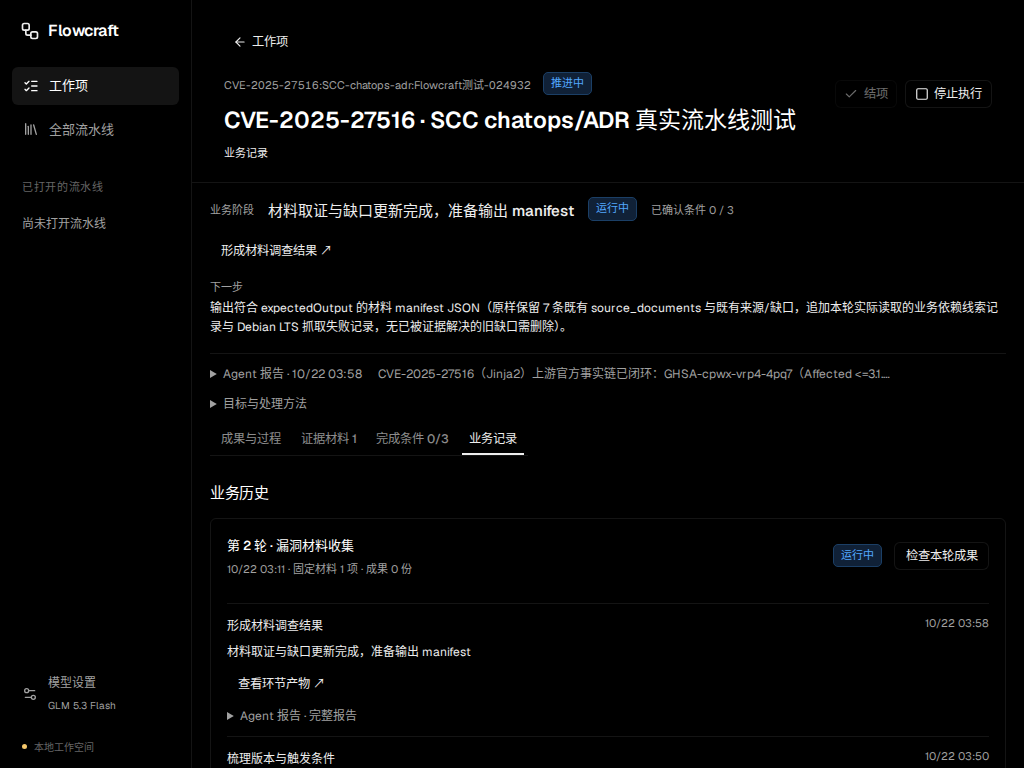 Flowcraft
工作项
全部流水线
已打开的流水线
尚未打开流水线
模型设置
GLM 5.3 Flash
本地工作空间
← 工作项
CVE-2025-27516:SCC-chatops-adr:Flowcraft测试-024932 推进中
结项 停止执行
CVE-2025-27516 · SCC chatops/ADR 真实流水线测试
业务记录
业务阶段 材料取证与缺口更新完成，准备输出 manifest 运行中 已确认条件 0 / 3
形成材料调查结果 ↗
下一步
输出符合 expectedOutput 的材料 manifest JSON（原样保留 7 条既有 source_documents 与既有来源/缺口，追加本轮实际读取的业务依赖线索记
录与 Debian LTS 抓取失败记录，无已被证据解决的旧缺口需删除）。
▶ Agent 报告 · 10/22 03:58 CVE-2025-27516（Jinja2）上游官方事实链已闭环：GHSA-cpwx-vrp4-4pq7（Affected <=3.1....
▶ 目标与处理方法
成果与过程 证据材料 1 完成条件 0/3 业务记录
业务历史
第 2 轮 · 漏洞材料收集
10/22 03:11 · 固定材料 1 项 · 成果 0 份
运行中 检查本轮成果
形成材料调查结果 10/22 03:58
材料取证与缺口更新完成，准备输出 manifest
查看环节产物 ↗
▶ Agent 报告 · 完整报告
梳理版本与触发条件 10/22 03:50